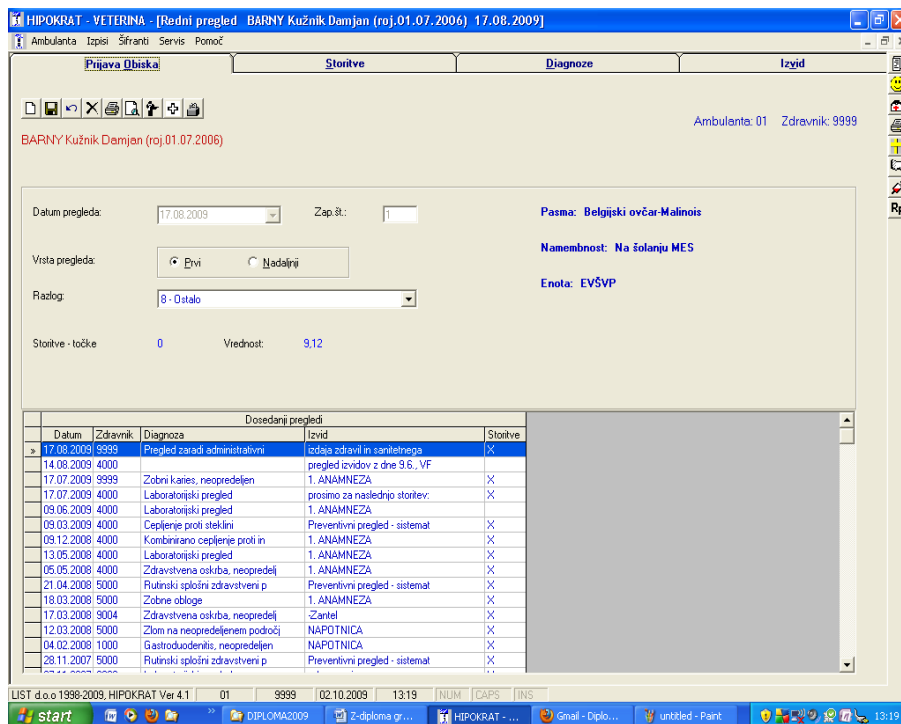 HIPOKRAT - VETERINA - [Redni pregled BARNY Kužnik Damjan (roj.01.07.2006) 17.08.2009]
Ambulanta Izpisi Šifranti Servis Pomoč
Prijava Obiska Storitve Diagnoze Izvid
Ambulanta: 01 Zdravnik: 9999
BARNY Kužnik Damjan (roj.01.07.2006)
Datum pregleda: 17.08.2009 Zap.št.: 1 Pasma: Belgijski ovčar-Malinois
Namembnost: Na šolanju MES
Vrsta pregleda: Prvi Nadaljnji
Enota: EVŠVP
Razlog: 8 - Ostalo
Storitve - točke 0 Vrednost: 9,12
Dosedanji pregledi
Datum Zdravnik Diagnoza Izvid Storitve
» 17.08.2009 9999 Pregled zaradi administrativni izdaja zdravil in sanitetnega X
14.08.2009 4000 pregled izvidov z dne 9.6., VF
17.07.2009 9999 Zobni karies, neopredeljen 1. ANAMNEZA X
17.07.2009 4000 Laboratorijski pregled prosimo za naslednjo storitev: X
09.06.2009 4000 Laboratorijski pregled 1. ANAMNEZA
09.03.2009 4000 Cepljenje proti steklini Preventivni pregled - sistemat X
09.12.2008 4000 Kombinirano cepljenje proti in 1. ANAMNEZA X
13.05.2008 4000 Laboratorijski pregled 1. ANAMNEZA X
05.05.2008 4000 Zdravstvena oskrba, neopredelj 1. ANAMNEZA X
21.04.2008 5000 Rutinski splošni zdravstveni p Preventivni pregled - sistemat X
18.03.2008 5000 Zobne obloge 1. ANAMNEZA X
17.03.2008 9004 Zdravstvena oskrba, neopredelj -Zantel X
12.03.2008 5000 Zlom na neopredeljenem področj NAPOTNICA X
04.02.2008 1000 Gastroduodenitis, neopredeljen NAPOTNICA X
28.11.2007 5000 Rutinski splošni zdravstveni p Preventivni pregled - sistemat X
LIST d.o.o 1998-2009, HIPOKRAT Ver 4.1 01 9999 02.10.2009 13:19 NUM CAPS INS
start » DIPLOMA2009 Z-diploma gr... HIPOKRAT - ... Gmail - Diplo... untitled - Paint 13:19